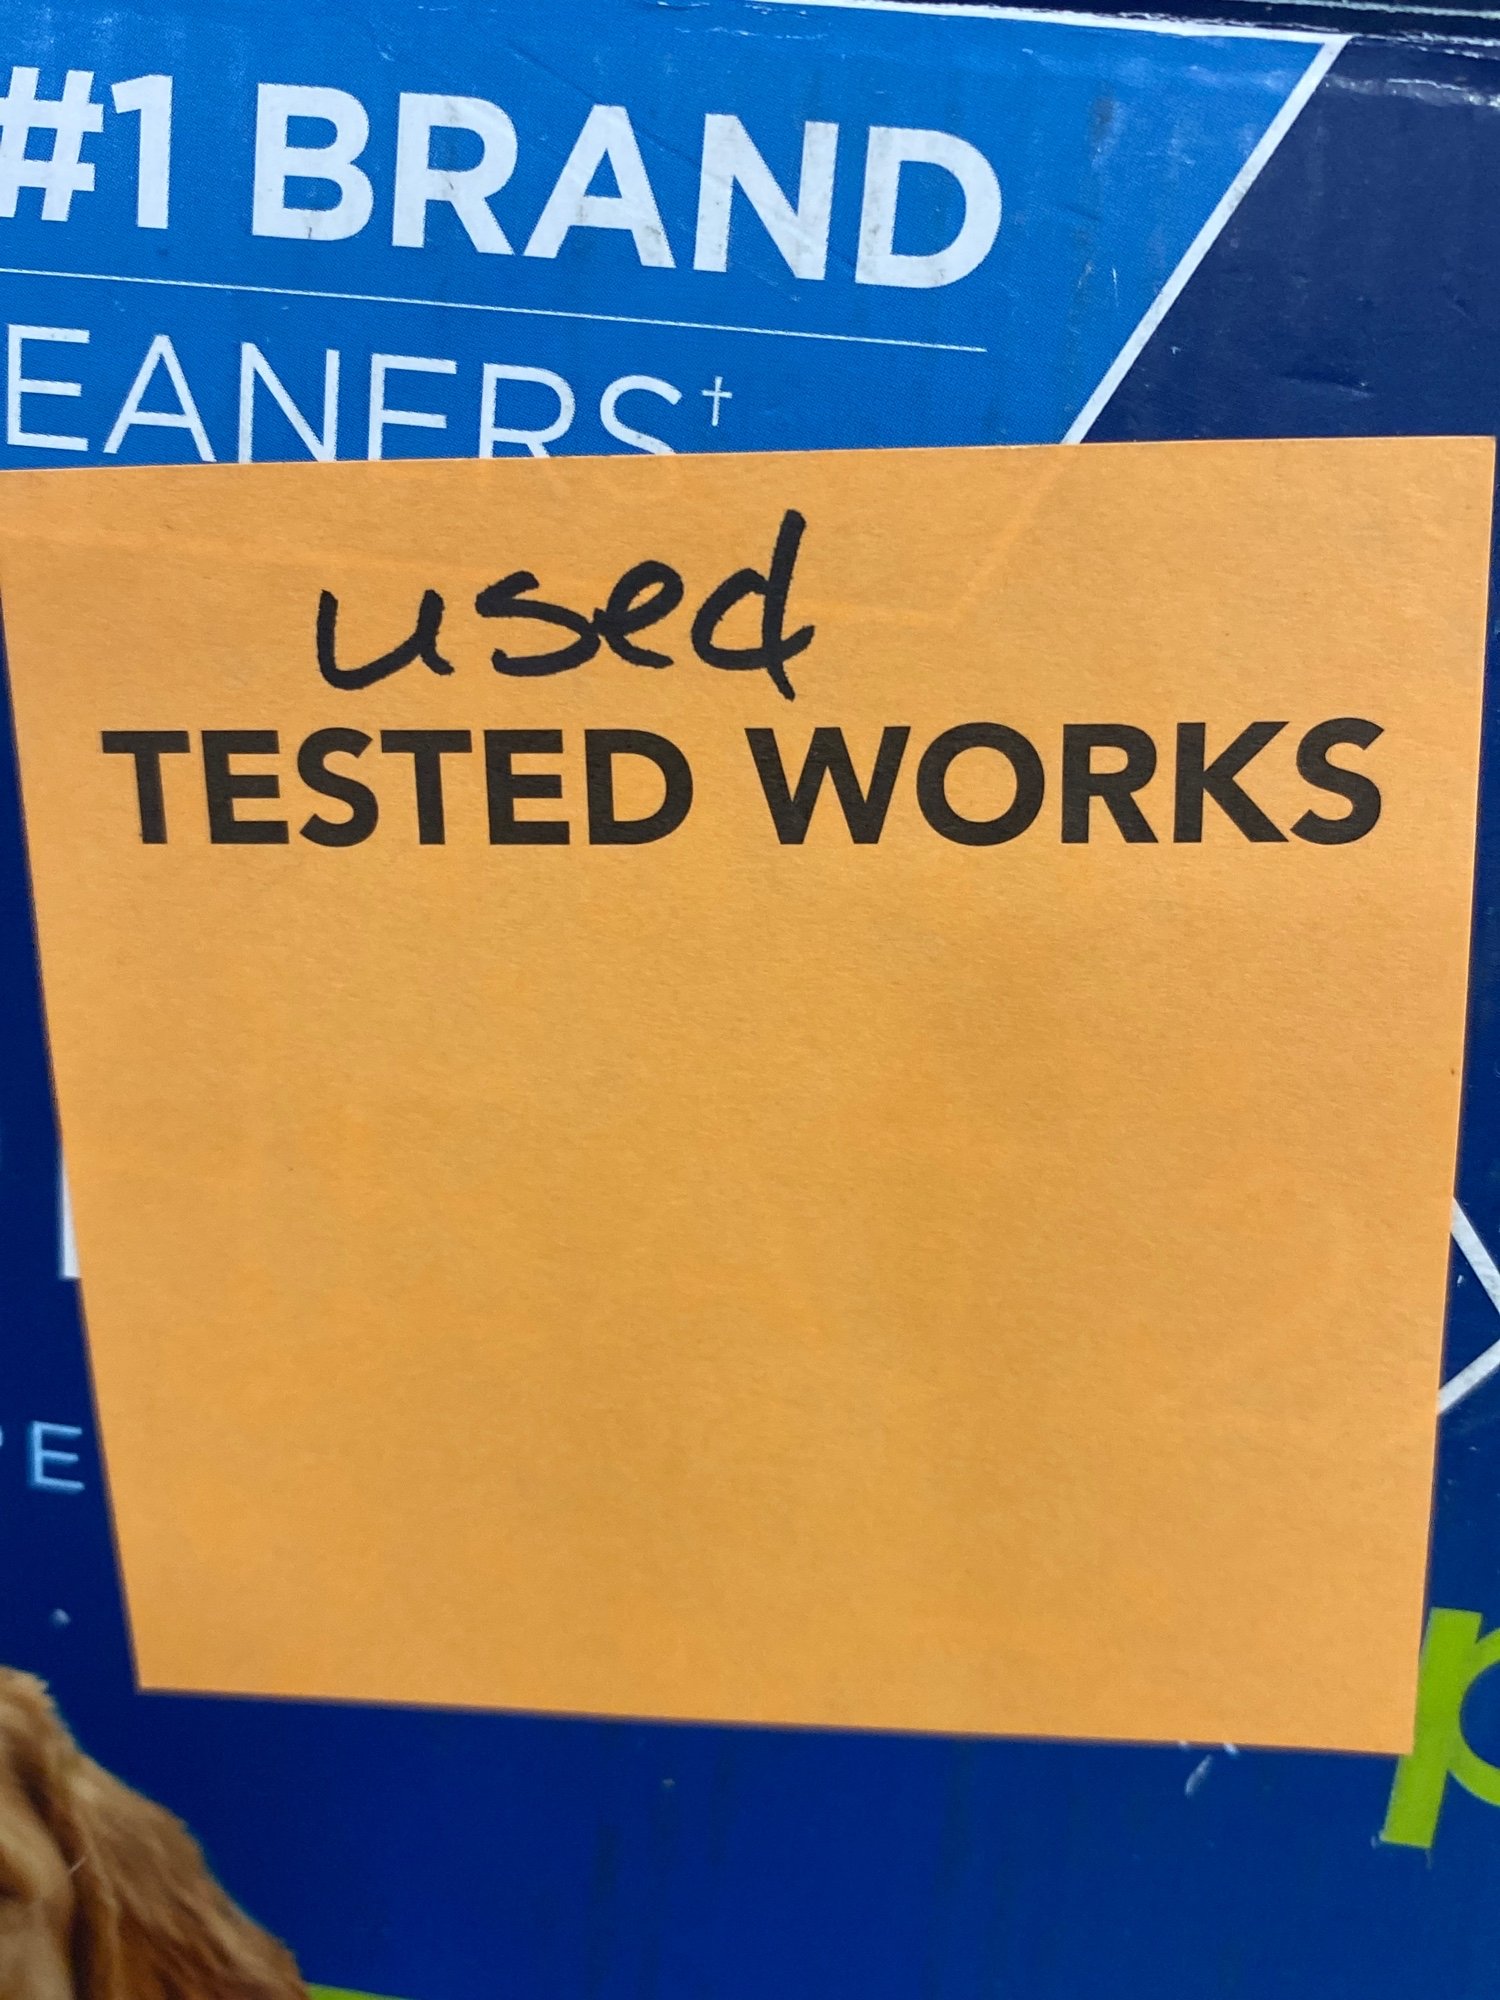 #1 BRAND
EANERS†
used
TESTED WORKS
E
p